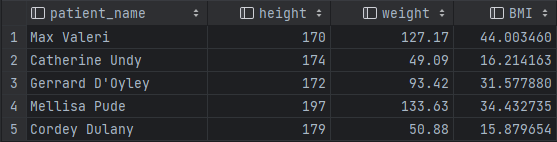 patient_name height weight BMI
1 Max Valeri 170 127.17 44.003460
2 Catherine Undy 174 49.09 16.214163
3 Gerrard D'Oyley 172 93.42 31.577880
4 Mellisa Pude 197 133.63 34.432735
5 Cordey Dulany 179 50.88 15.879654